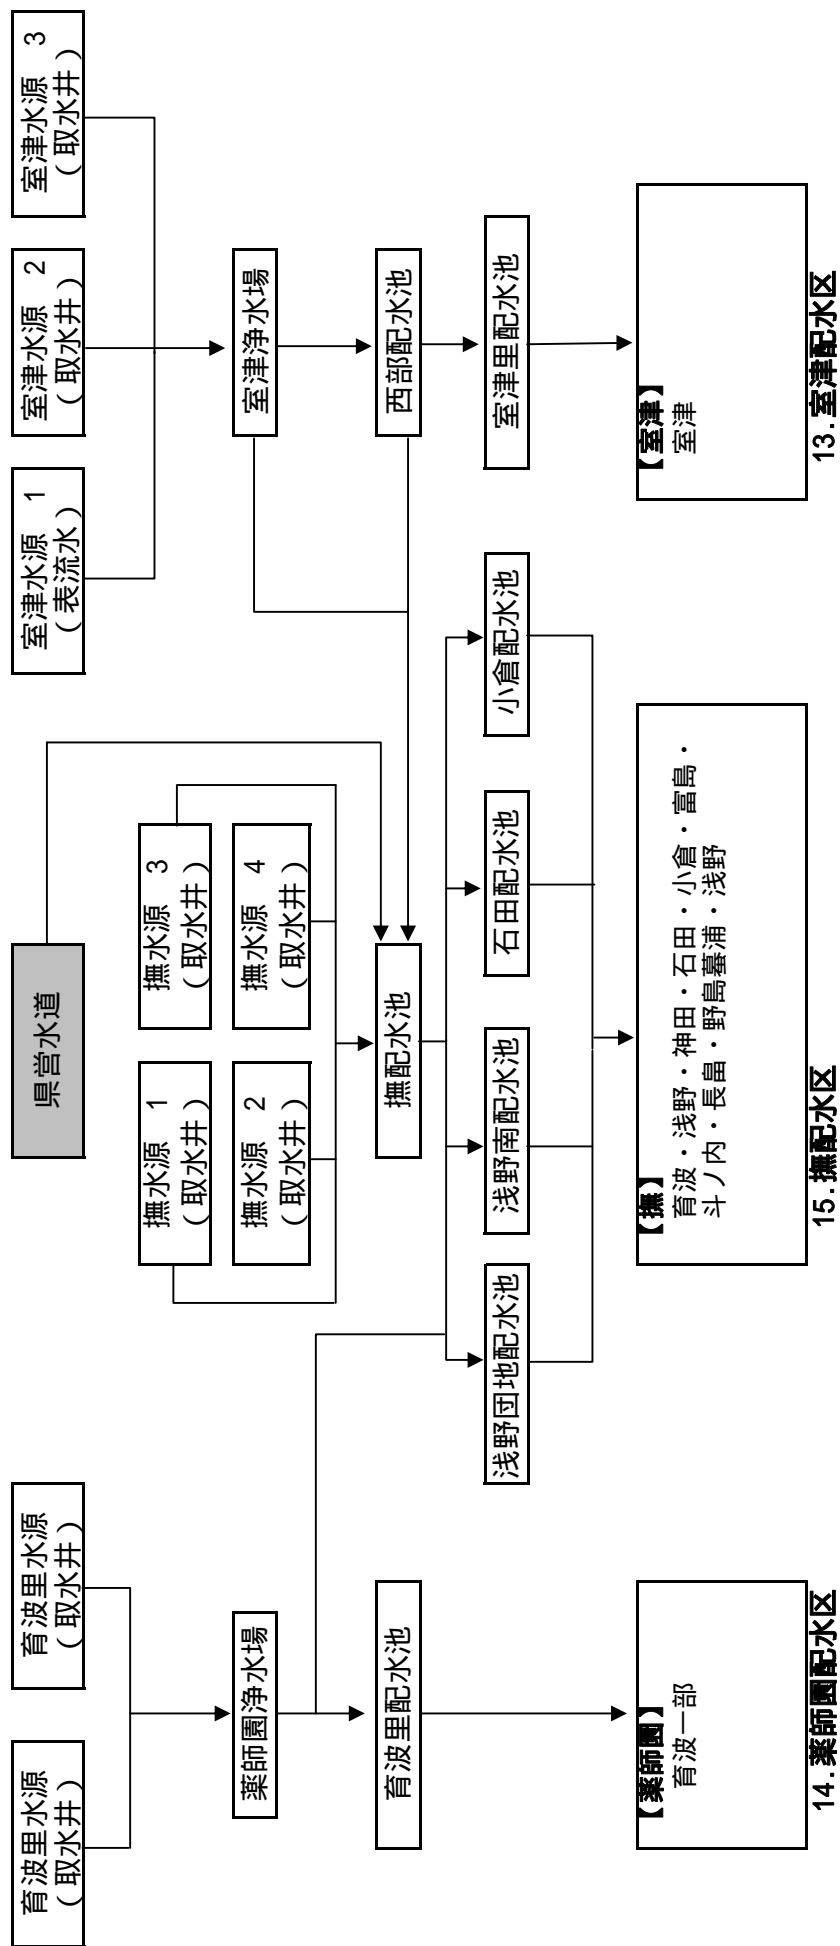 育波里水源
(取水井)
育波里水源
(取水井)
県営水道
室津水源 1
(表流水)
室津水源 2
(取水井)
室津水源 3
(取水井)
撫水源 1
(取水井)
撫水源 3
(取水井)
薬師園浄水場
撫水源 2
(取水井)
撫水源 4
(取水井)
室津浄水場
育波里配水池
撫配水池
西部配水池
浅野団地配水池
浅野南配水池
石田配水池
小倉配水池
室津里配水池
【薬師園】
育波一部
【撫】
育波・浅野・神田・石田・小倉・富島・
斗ノ内・長畠・野島蟇浦・浅野
【室津】
室津
14.薬師園配水区
15.撫配水区
13.室津配水区